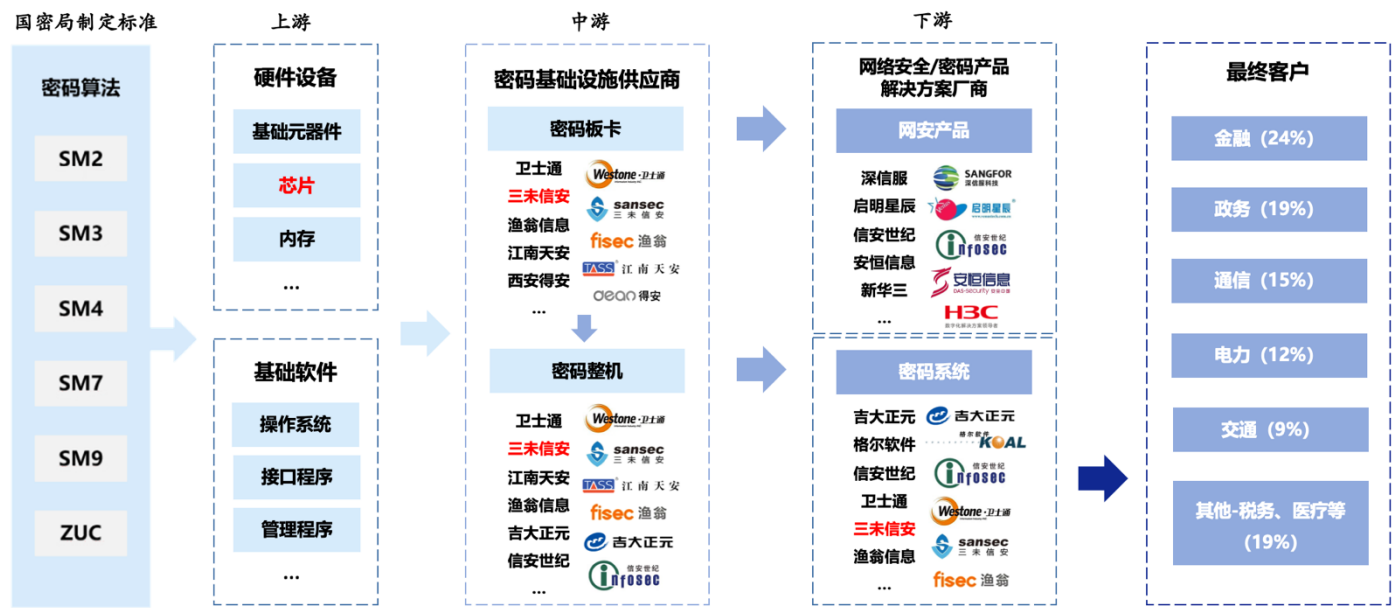 国密局制定标准
密码算法
SM2
SM3
SM4
SM7
SM9
ZUC
上游
硬件设备
基础元器件
芯片
内存
...
基础软件
操作系统
接口程序
管理程序
...
中游
密码基础设施供应商
密码板卡
卫士通 Westone·卫士通
三未信安 sansec 三未信安
渔翁信息 fisec 渔翁
江南天安 TASS 江南天安
西安得安 dean 得安
...
密码整机
卫士通 Westone·卫士通
三未信安 sansec 三未信安
江南天安 TASS 江南天安
渔翁信息 fisec 渔翁
吉大正元 吉大正元
信安世纪 信安世纪 infosec
...
下游
网络安全/密码产品
解决方案厂商
网安产品
深信服 SANGFOR 深信服科技
启明星辰 启明星辰
信安世纪 信安世纪 infosec
安恒信息 安恒信息
新华三 H3C 数字化解决方案领导者
...
密码系统
吉大正元 吉大正元
格尔软件 格尔软件 KOAL
信安世纪 信安世纪 infosec
卫士通 Westone·卫士通
三未信安 sansec 三未信安
渔翁信息 fisec 渔翁
...
最终客户
金融（24%）
政务（19%）
通信（15%）
电力（12%）
交通（9%）
其他-税务、医疗等
（19%）